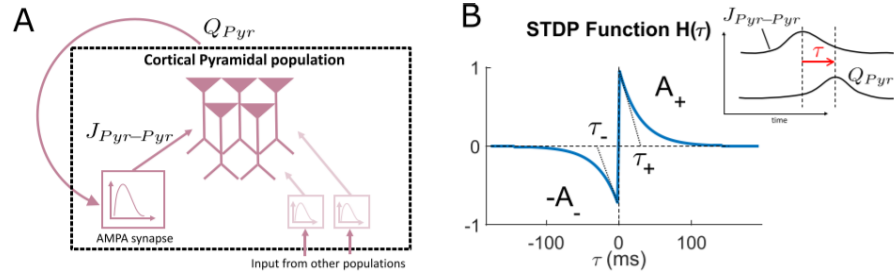 A
Q_{Pyr}
Cortical Pyramidal population
J_{Pyr-Pyr}
AMPA synapse
Input from other populations
B
STDP Function H(τ)
J_{Pyr-Pyr}
τ
Q_{Pyr}
time
1
0
-1
A_+
τ_-
τ_+
-A_-
-100
0
100
τ (ms)